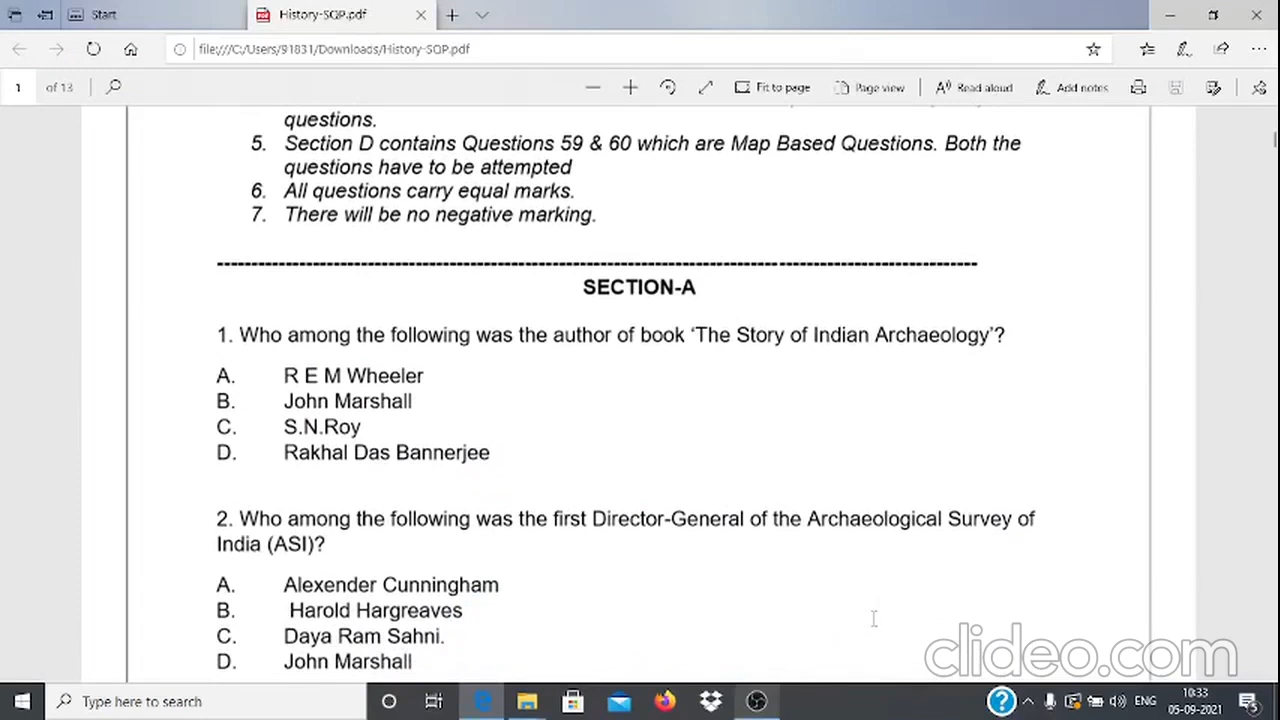 Start
History-SQP.pdf
file:///C:/Users/91831/Downloads/History-SQP.pdf
1 of 13
Fit to page
Page view
Read aloud
Add notes
questions.
5. Section D contains Questions 59 & 60 which are Map Based Questions. Both the
questions have to be attempted
6. All questions carry equal marks.
7. There will be no negative marking.
SECTION-A
1. Who among the following was the author of book ‘The Story of Indian Archaeology’?
A. R E M Wheeler
B. John Marshall
C. S.N.Roy
D. Rakhal Das Bannerjee
2. Who among the following was the first Director-General of the Archaeological Survey of
India (ASI)?
A. Alexender Cunningham
B. Harold Hargreaves
C. Daya Ram Sahni.
D. John Marshall
clideo.com
Type here to search
ENG
10:33
05-09-2021